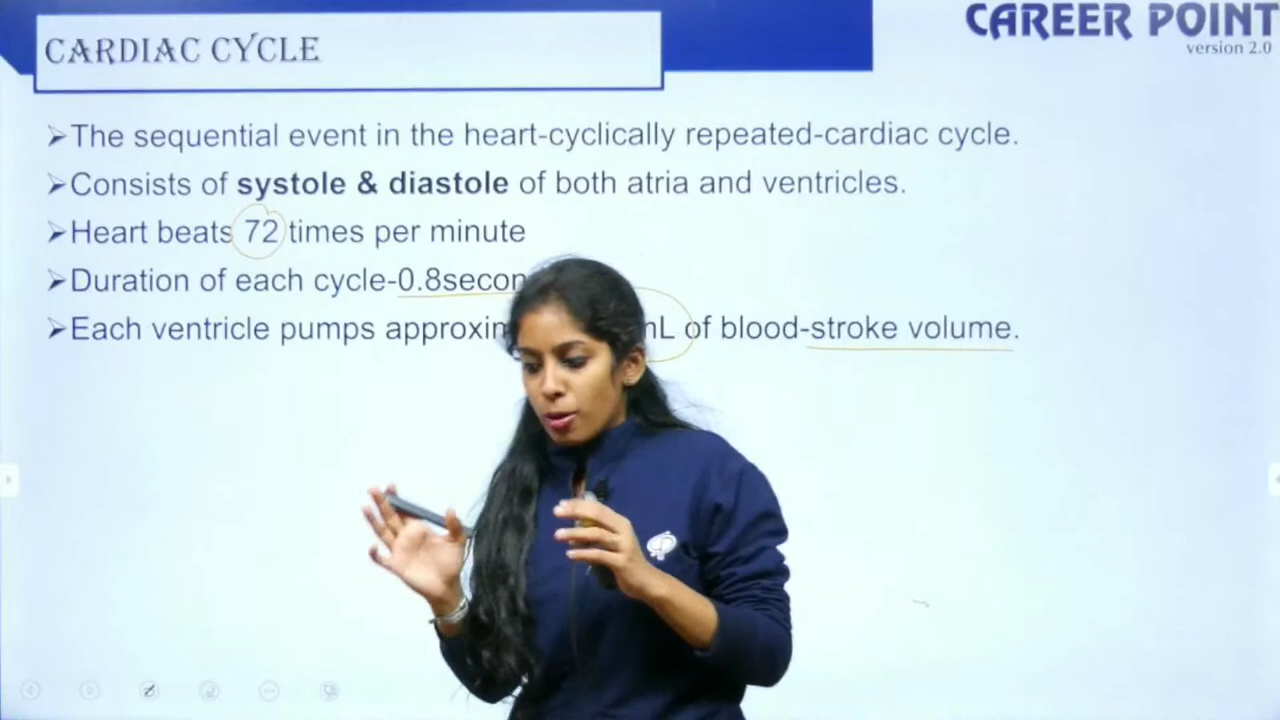 CARDIAC CYCLE
CAREER POINT
version 2.0
➢The sequential event in the heart-cyclically repeated-cardiac cycle.
➢Consists of systole & diastole of both atria and ventricles.
➢Heart beats 72 times per minute
➢Duration of each cycle-0.8secon
➢Each ventricle pumps approxin mL of blood-stroke volume.